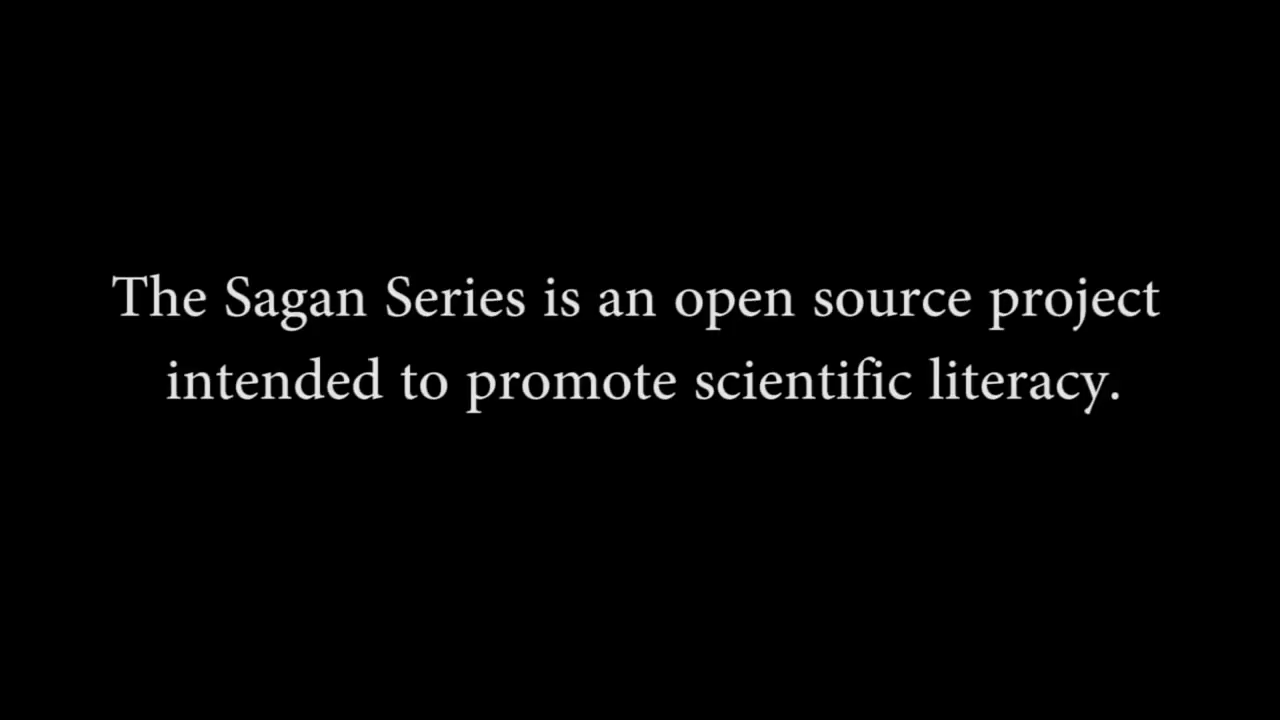 The Sagan Series is an open source project
intended to promote scientific literacy.